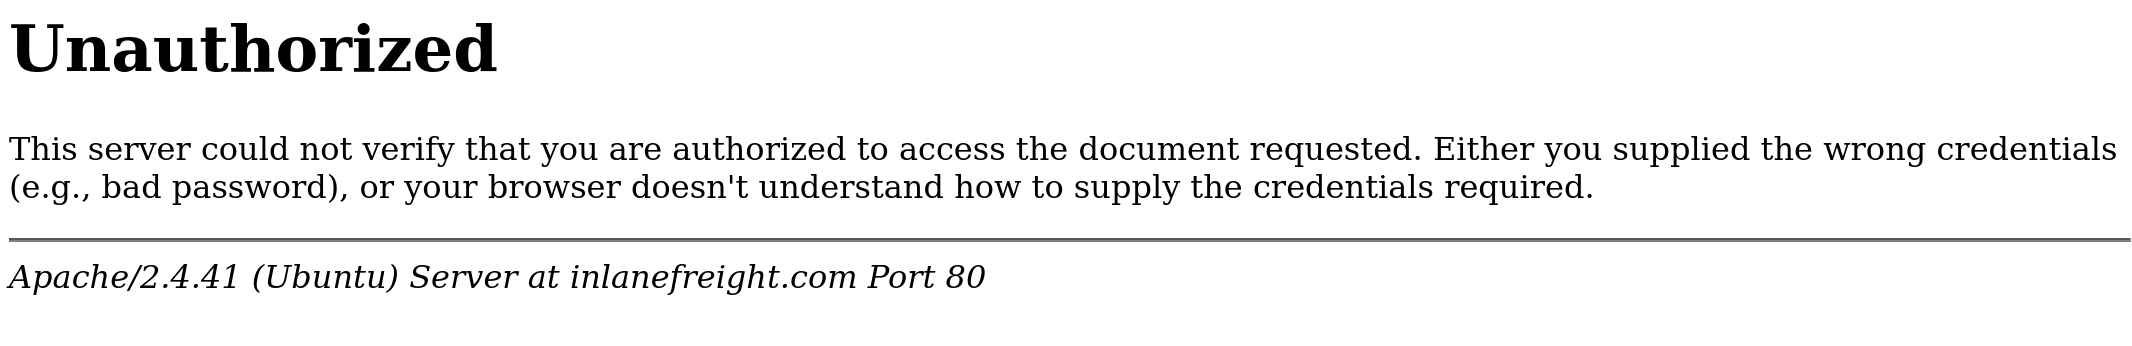 Unauthorized
This server could not verify that you are authorized to access the document requested. Either you supplied the wrong credentials
(e.g., bad password), or your browser doesn't understand how to supply the credentials required.
Apache/2.4.41 (Ubuntu) Server at inlanefreight.com Port 80